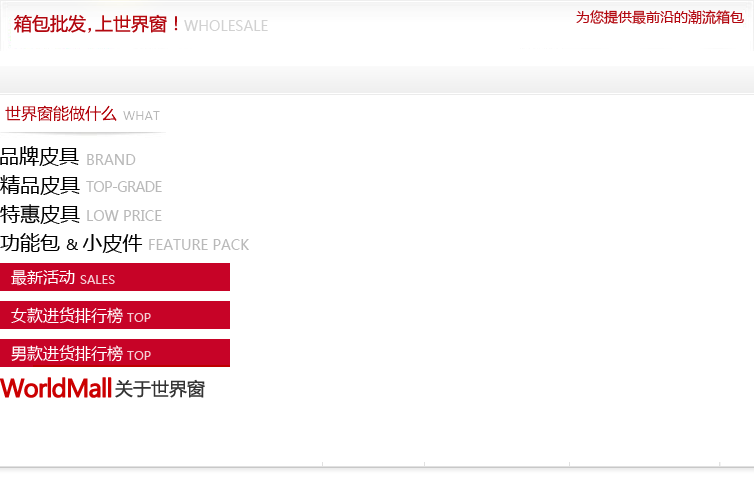 箱包批发,上世界窗！WHOLESALE
为您提供最前沿的潮流箱包
世界窗能做什么 WHAT
品牌皮具 BRAND
精品皮具 TOP-GRADE
特惠皮具 LOW PRICE
功能包 & 小皮件 FEATURE PACK
最新活动 SALES
女款进货排行榜 TOP
男款进货排行榜 TOP
WorldMall 关于世界窗